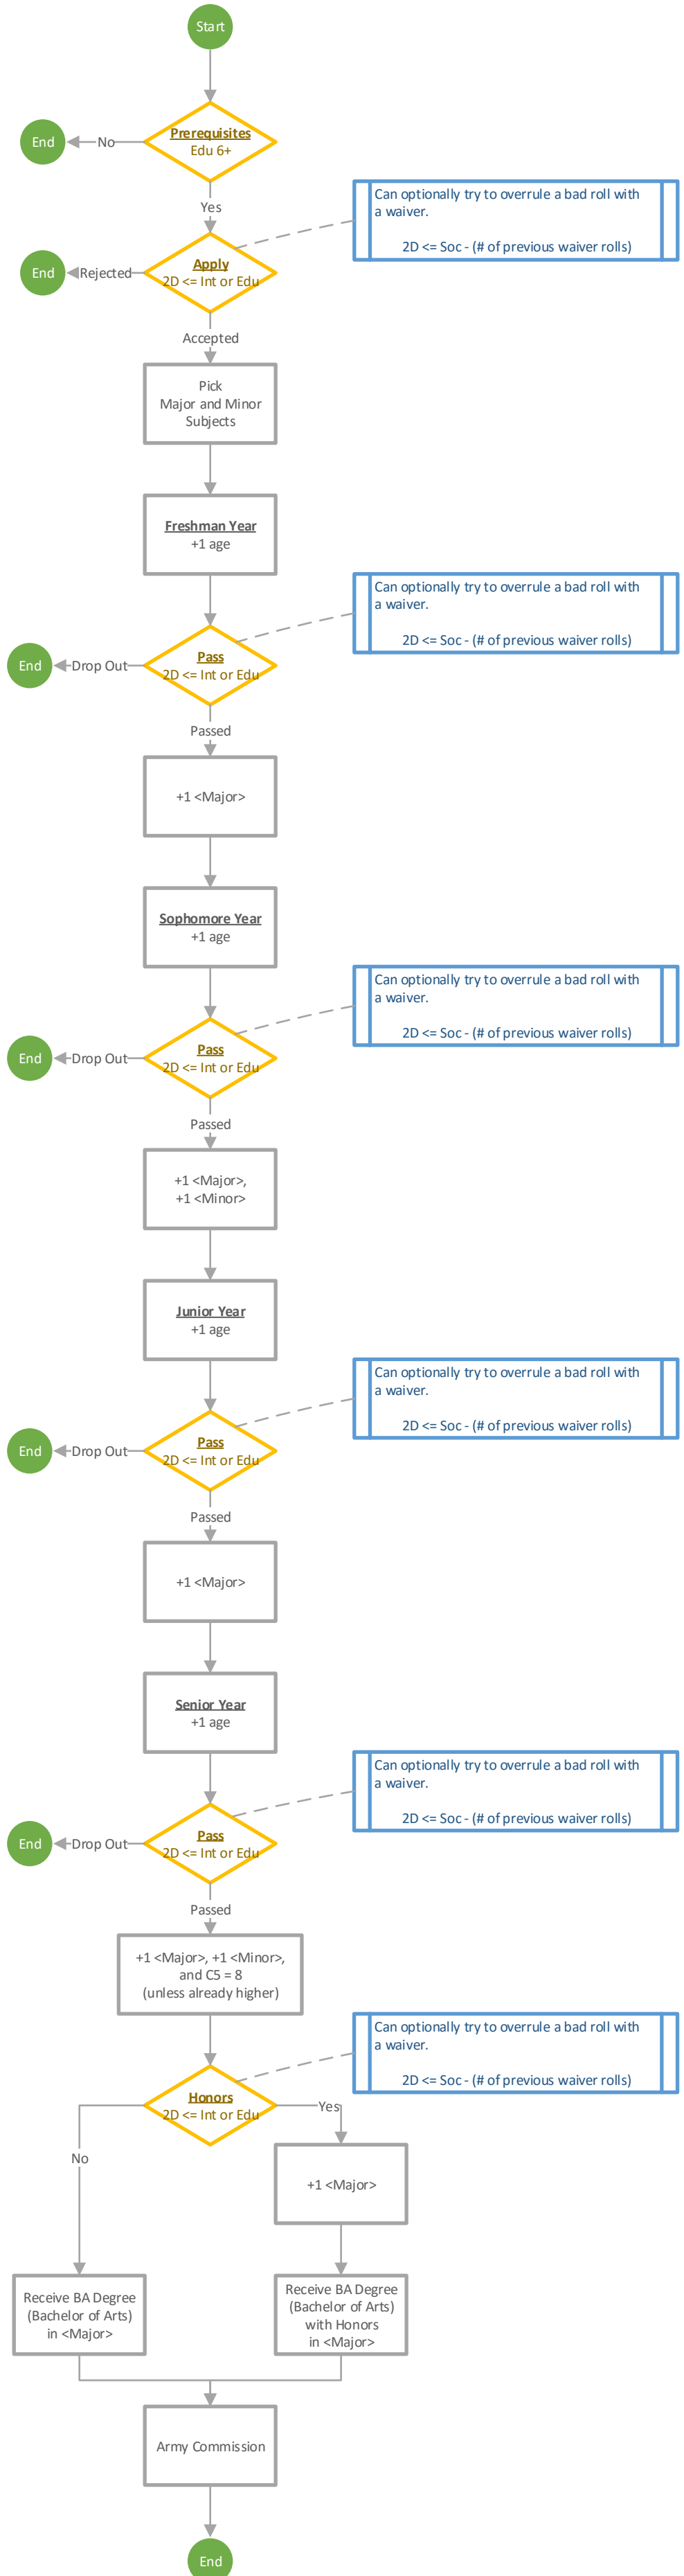 Start
Prerequisites
Edu 6+
No
End
Yes
Can optionally try to overrule a bad roll with
a waiver.
2D <= Soc - (# of previous waiver rolls)
Apply
2D <= Int or Edu
Rejected
End
Accepted
Pick
Major and Minor
Subjects
Freshman Year
+1 age
Can optionally try to overrule a bad roll with
a waiver.
2D <= Soc - (# of previous waiver rolls)
Pass
2D <= Int or Edu
Drop Out
End
Passed
+1 <Major>
Sophomore Year
+1 age
Can optionally try to overrule a bad roll with
a waiver.
2D <= Soc - (# of previous waiver rolls)
Pass
2D <= Int or Edu
Drop Out
End
Passed
+1 <Major>,
+1 <Minor>
Junior Year
+1 age
Can optionally try to overrule a bad roll with
a waiver.
2D <= Soc - (# of previous waiver rolls)
Pass
2D <= Int or Edu
Drop Out
End
Passed
+1 <Major>
Senior Year
+1 age
Can optionally try to overrule a bad roll with
a waiver.
2D <= Soc - (# of previous waiver rolls)
Pass
2D <= Int or Edu
Drop Out
End
Passed
+1 <Major>, +1 <Minor>,
and C5 = 8
(unless already higher)
Can optionally try to overrule a bad roll with
a waiver.
2D <= Soc - (# of previous waiver rolls)
Honors
2D <= Int or Edu
Yes
No
+1 <Major>
Receive BA Degree
(Bachelor of Arts)
in <Major>
Receive BA Degree
(Bachelor of Arts)
with Honors
in <Major>
Army Commission
End